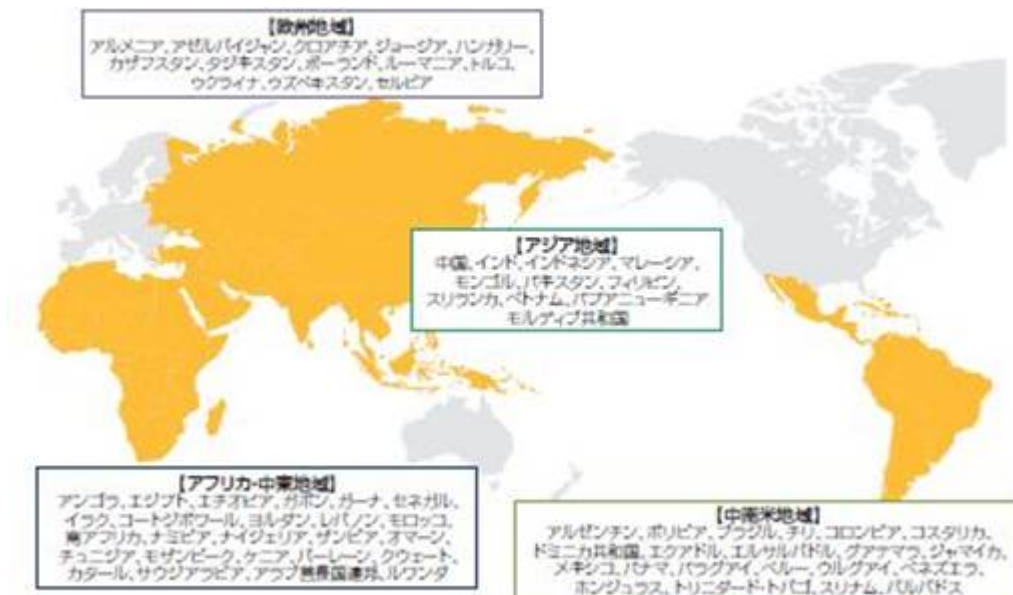 【欧州地域】
アルメニア、アゼルバイジャン、クロアチア、ジョージア、ハンガリー、
カザフスタン、タジキスタン、ポーランド、ルーマニア、トルコ、
ウクライナ、ウズベキスタン、セルビア
【アジア地域】
中国、インド、インドネシア、マレーシア、
モンゴル、パキスタン、フィリピン、
スリランカ、ベトナム、パプアニューギニア
モルディブ共和国
【アフリカ・中東地域】
アンゴラ、エジプト、エチオピア、ガボン、ガーナ、セネガル、
イラク、コートジボワール、ヨルダン、レバノン、モロッコ、
南アフリカ、ナミビア、ナイジェリア、ザンビア、オマーン、
チュニジア、モザンビーク、ケニア、バーレーン、クウェート、
カタール、サウジアラビア、アラブ首長国連邦、ルワンダ
【中南米地域】
アルゼンチン、ボリビア、ブラジル、チリ、コロンビア、コスタリカ、
ドミニカ共和国、エクアドル、エルサルバドル、グアテマラ、ジャマイカ、
メキシコ、パナマ、パラグアイ、ペルー、ウルグアイ、ベネズエラ、
ホンジュラス、トリニダード・トバゴ、スリナム、バルバドス